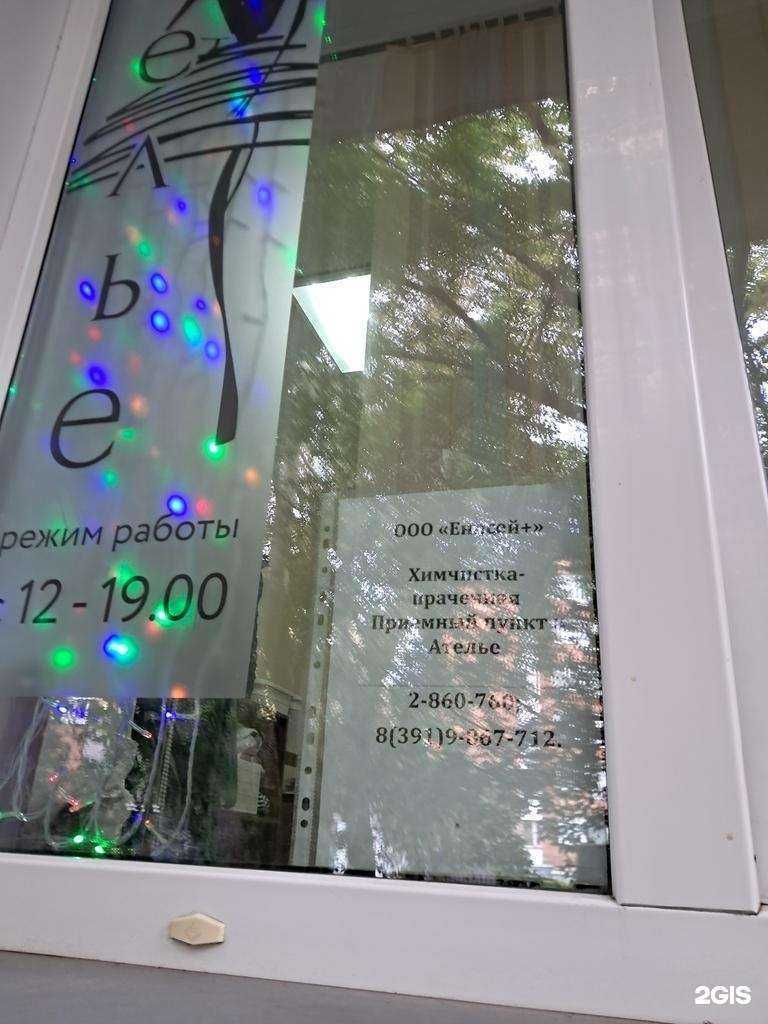 е
л
ь
е
режим работы
с 12 - 19.00
ООО «Енисей+»
Химчистка-
прачечная
Приемный пункт
Ателье
2-860-760;
8(391)9-867-712.
2GIS